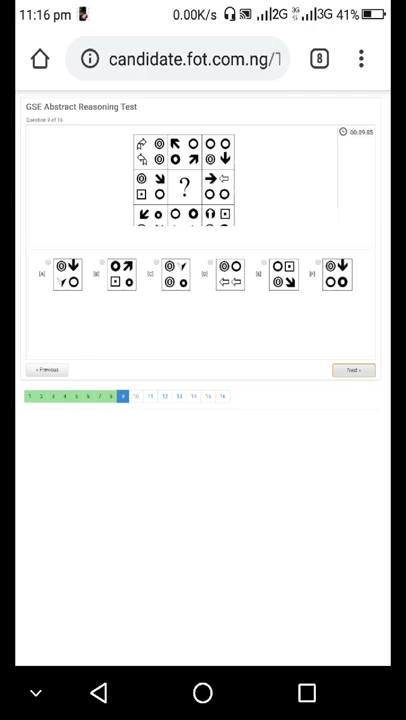 11:16 pm 0.00K/s 2G 3G 3G 41%
candidate.fot.com.ng/1 8
GSE Abstract Reasoning Test
Question 9 of 16
00:09:05
?
[A] [B] [C] [D] [E] [F]
« Previous Next »
1 2 3 4 5 6 7 8 9 10 11 12 13 14 15 16